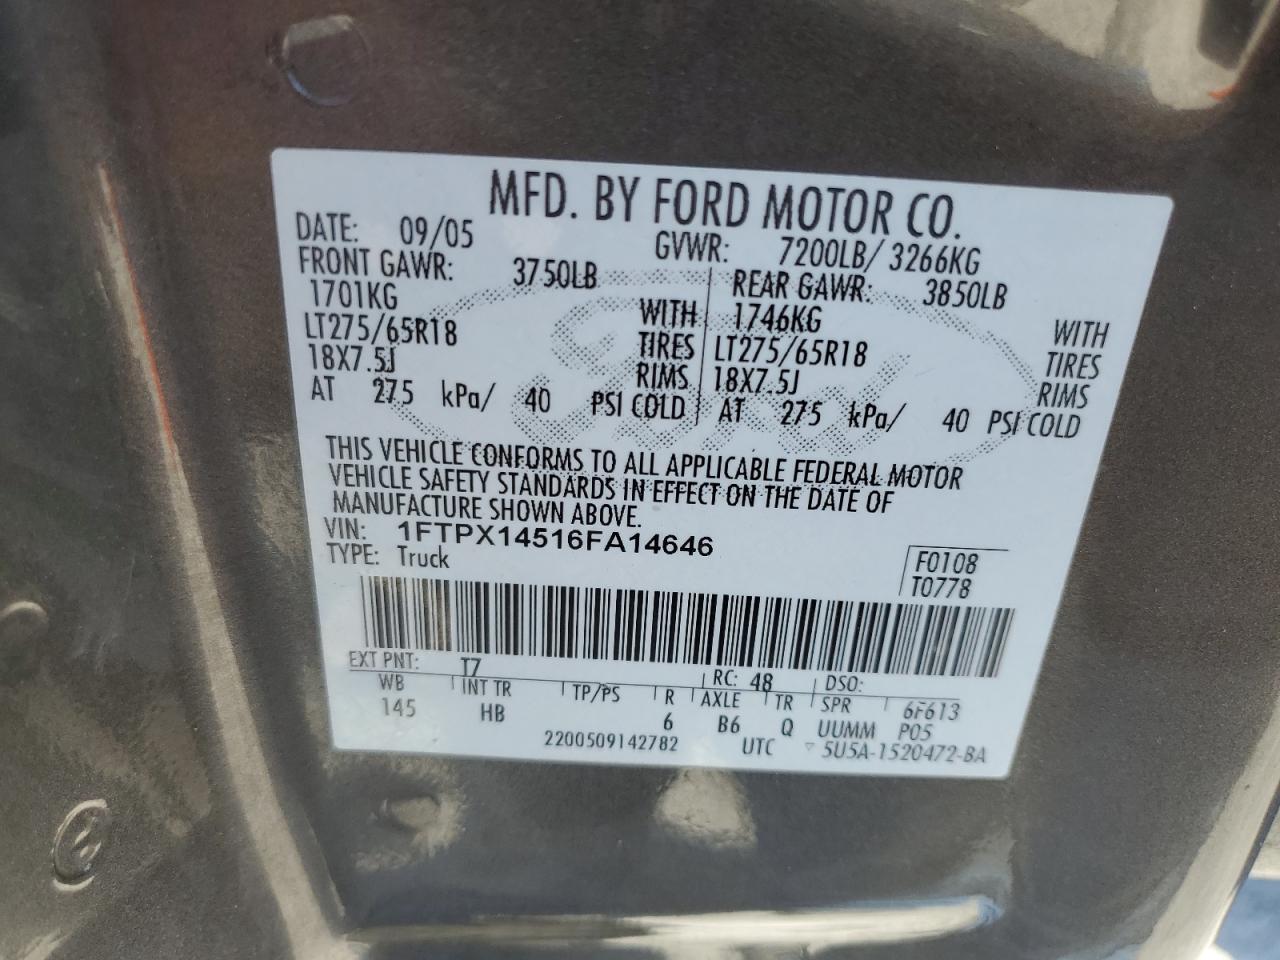 MFD. BY FORD MOTOR CO.
DATE: 09/05 GVWR: 7200LB/ 3266KG
FRONT GAWR: 3750LB REAR GAWR: 3850LB
1701KG WITH 1746KG WITH
LT275/65R18 TIRES LT275/65R18 TIRES
18X7.5J RIMS 18X7.5J RIMS
AT 275 kPa/ 40 PSI COLD AT 275 kPa/ 40 PSI COLD
THIS VEHICLE CONFORMS TO ALL APPLICABLE FEDERAL MOTOR
VEHICLE SAFETY STANDARDS IN EFFECT ON THE DATE OF
MANUFACTURE SHOWN ABOVE.
VIN: 1FTPX14516FA14646
TYPE: Truck F0108
T0778
EXT PNT: T7 RC: 48 DSO:
WB INT TR TP/PS R AXLE TR SPR 6F613
145 HB 6 B6 Q UUMM P05
2200509142782 UTC ▽ 5U5A-1520472-BA